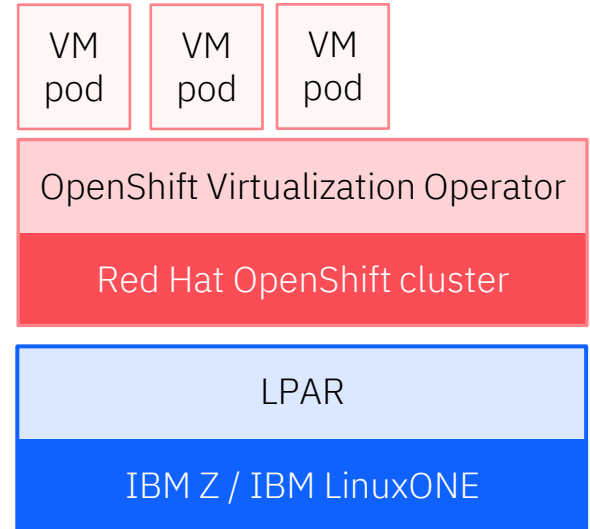 VM
pod
VM
pod
VM
pod
OpenShift Virtualization Operator
Red Hat OpenShift cluster
LPAR
IBM Z / IBM LinuxONE